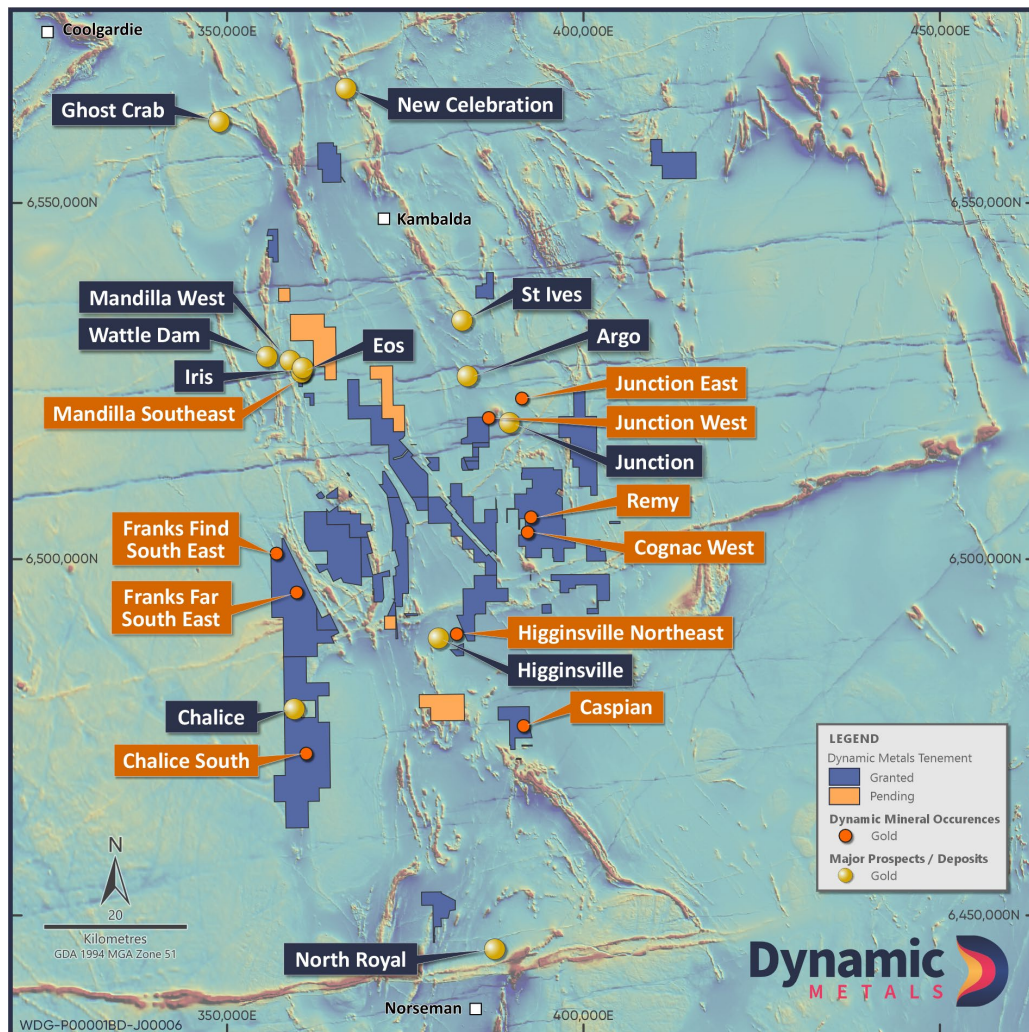 Coolgardie
350,000E
400,000E
450,000E
Ghost Crab
New Celebration
6,550,000N
6,550,000N
Kambalda
Mandilla West
St Ives
Wattle Dam
Argo
Eos
Iris
Junction East
Mandilla Southeast
Junction West
Junction
Remy
Franks Find
South East
Cognac West
6,500,000N
6,500,000N
Franks Far
South East
Higginsville Northeast
Higginsville
Chalice
Caspian
Chalice South
LEGEND
Dynamic Metals Tenement
Granted
Pending
Dynamic Mineral Occurences
Gold
Major Prospects / Deposits
Gold
N
20
Kilometres
GDA 1994 MGA Zone 51
6,450,000N
North Royal
Dynamic
METALS
Norseman
WDG-P00001BD-J00006
350,000E
400,000E